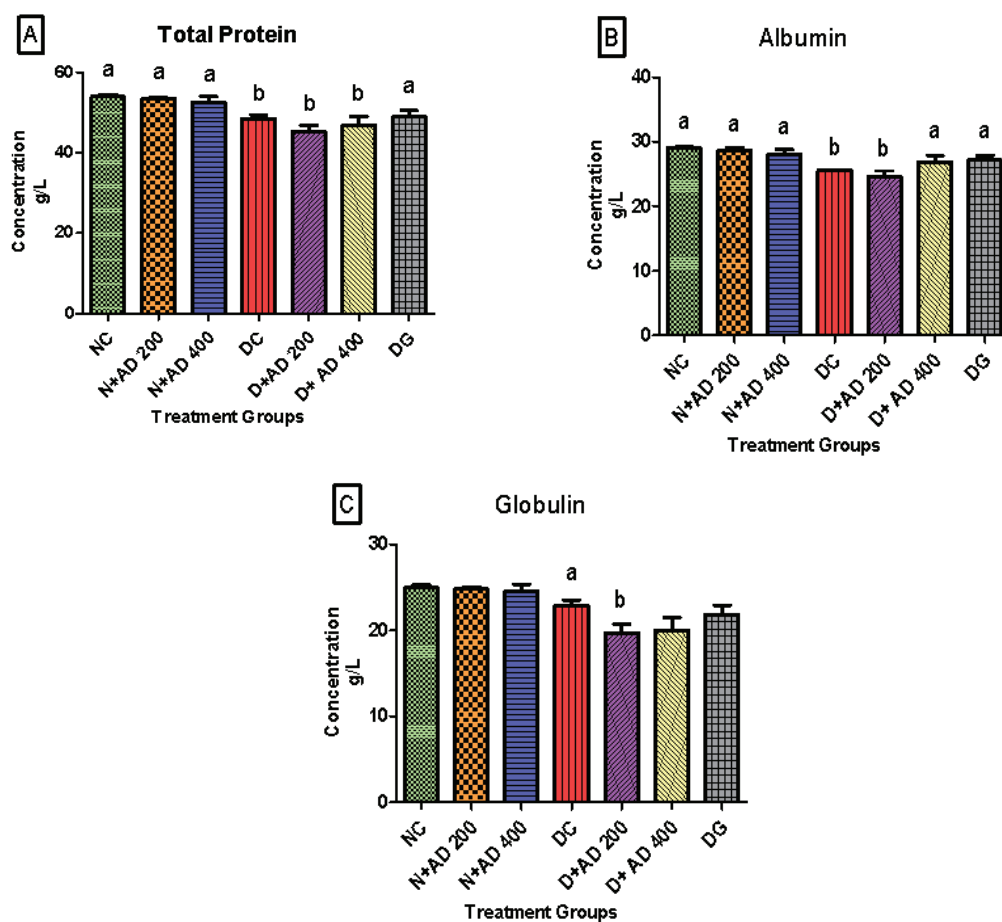 A
Total Protein
60
40
20
0
Concentration
g/L
a a a b b b a
NC N+AD 200 N+AD 400 DC D+AD 200 D+ AD 400 DG
Treatment Groups
B
Albumin
40
30
20
10
0
Concentration
g/L
a a a b b a a
NC N+AD 200 N+AD 400 DC D+AD 200 D+ AD 400 DG
Treatment Groups
C
Globulin
30
20
10
0
Concentration
g/L
a b
NC N+AD 200 N+AD 400 DC D+AD 200 D+ AD 400 DG
Treatment Groups